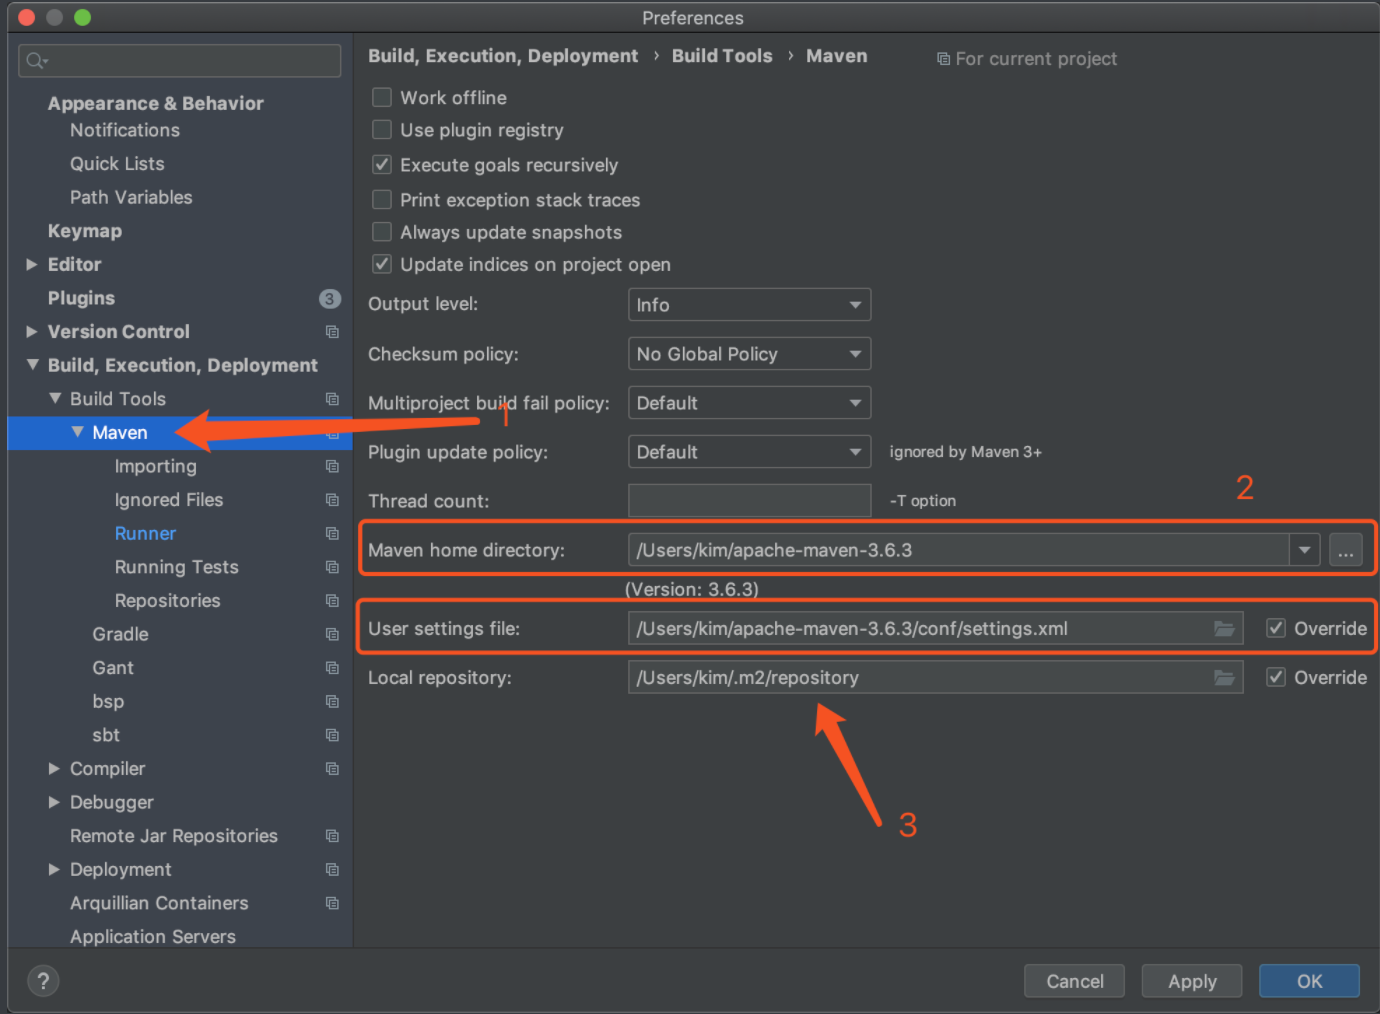 Preferences
Appearance & Behavior
Notifications
Quick Lists
Path Variables
Keymap
Editor
Plugins 3
Version Control
Build, Execution, Deployment
Build Tools
Maven
Importing
Ignored Files
Runner
Running Tests
Repositories
Gradle
Gant
bsp
sbt
Compiler
Debugger
Remote Jar Repositories
Deployment
Arquillian Containers
Application Servers
Build, Execution, Deployment › Build Tools › Maven For current project
Work offline
Use plugin registry
Execute goals recursively
Print exception stack traces
Always update snapshots
Update indices on project open
Output level: Info
Checksum policy: No Global Policy
Multiproject build fail policy: Default
1
Plugin update policy: Default ignored by Maven 3+
2
Thread count: -T option
Maven home directory: /Users/kim/apache-maven-3.6.3 ...
(Version: 3.6.3)
User settings file: /Users/kim/apache-maven-3.6.3/conf/settings.xml Override
Local repository: /Users/kim/.m2/repository Override
3
? Cancel Apply OK